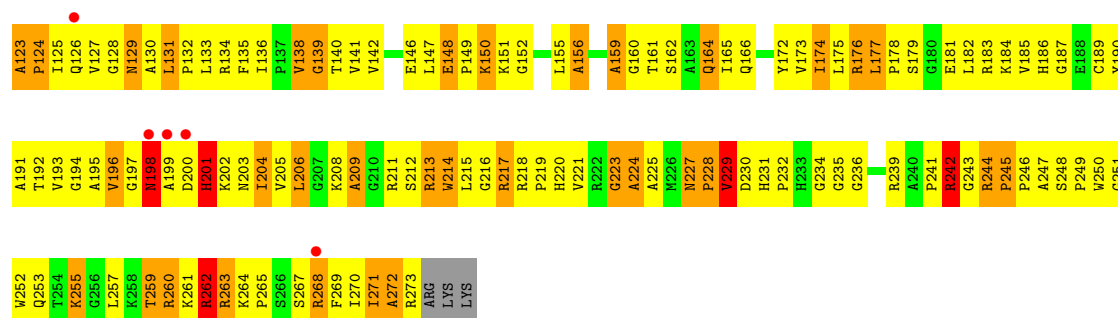 A123 P124 I125 Q126 V127 G128 N129 A130 L131 P132 L133 R134 F135 I136 P137 V138 G139 T140 V141 V142 E146 L147 E148 P149 K150 K151 G152 L155 A156 A159 G160 T161 S162 A163 Q164 I165 Q166 Y172 V173 I174 L175 R176 L177 P178 S179 G180 E181 L182 R183 K184 V185 H186 G187 E188 C189 Y190
A191 T192 V193 G194 A195 V196 G197 N198 A199 D200 H201 K202 N203 I204 V205 L206 G207 K208 A209 G210 R211 S212 R213 W214 L215 G216 R217 R218 P219 H220 V221 R222 G223 A224 A225 M226 N227 P228 V229 D230 H231 P232 H233 G234 G235 G236 R239 A240 P241 R242 G243 R244 P245 P246 A247 S248 P249 W250 G251
W252 Q253 T254 K255 G256 L257 K258 T259 R260 K261 R262 R263 K264 P265 S266 S267 R268 F269 I270 I271 A272 R273 ARG LYS LYS